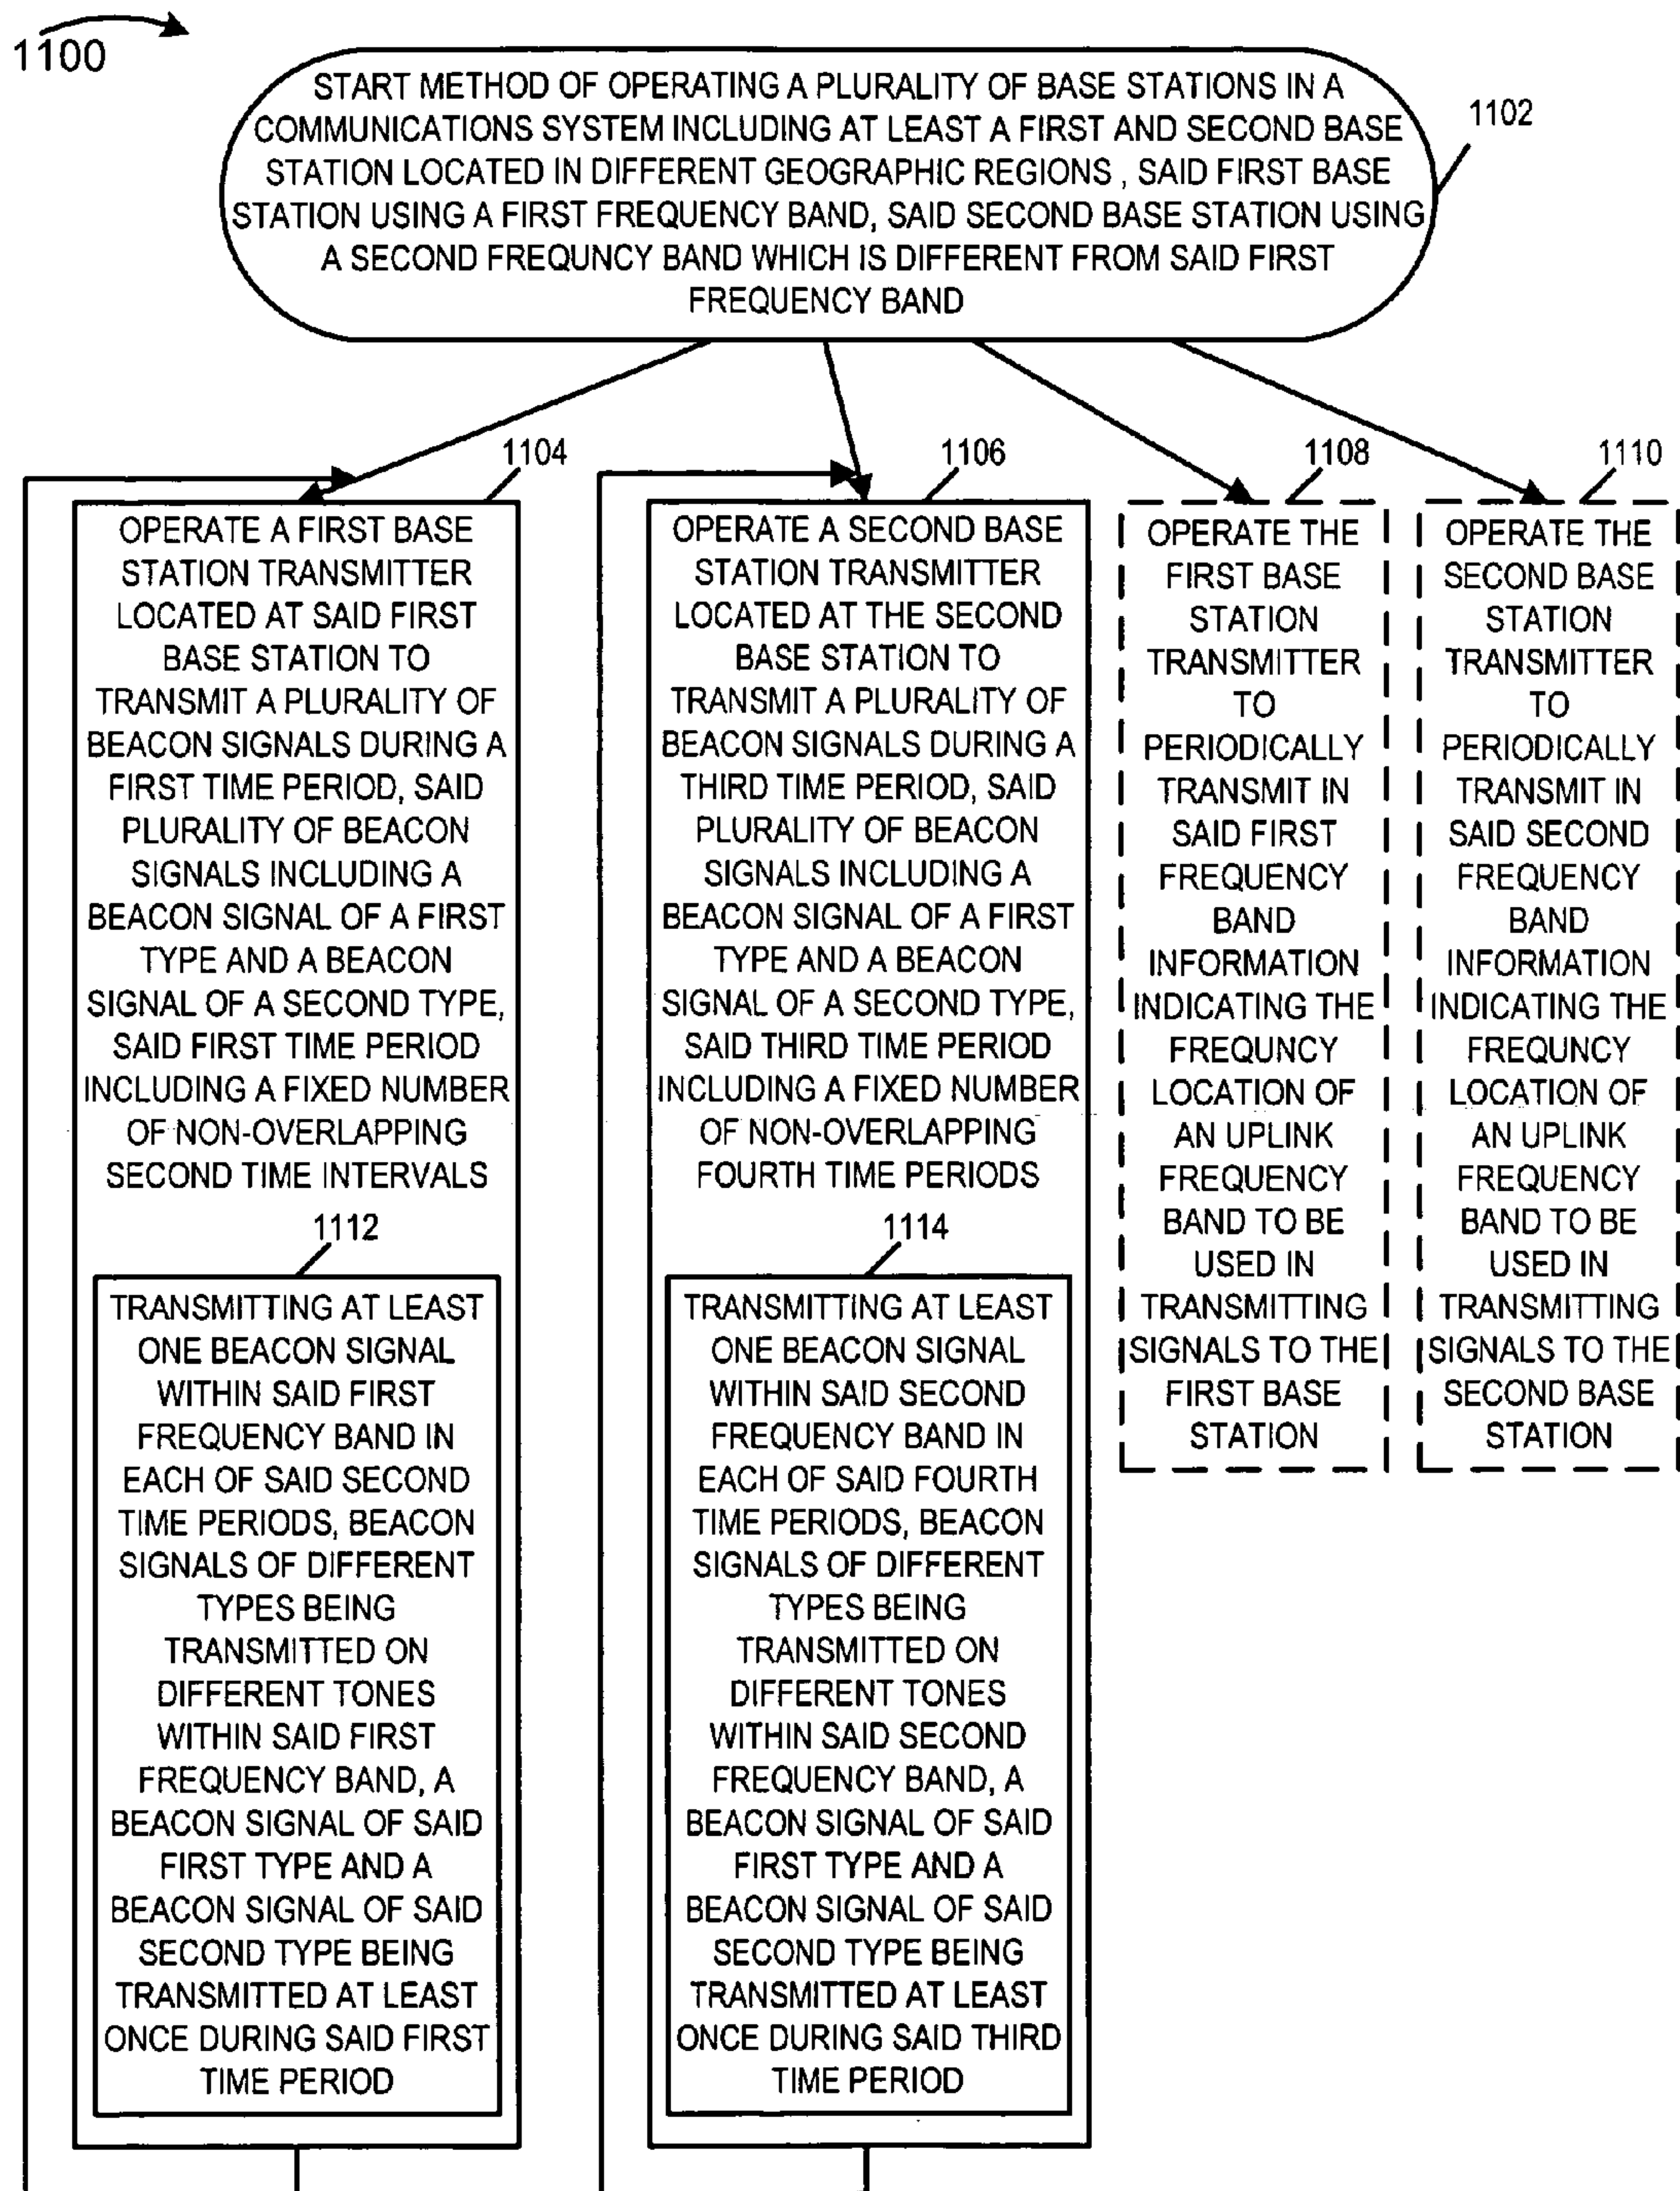 1100
START METHOD OF OPERATING A PLURALITY OF BASE STATIONS IN A
COMMUNICATIONS SYSTEM INCLUDING AT LEAST A FIRST AND SECOND BASE
STATION LOCATED IN DIFFERENT GEOGRAPHIC REGIONS , SAID FIRST BASE
STATION USING A FIRST FREQUENCY BAND, SAID SECOND BASE STATION USING
A SECOND FREQUNCY BAND WHICH IS DIFFERENT FROM SAID FIRST
FREQUENCY BAND
1102
1104
OPERATE A FIRST BASE
STATION TRANSMITTER
LOCATED AT SAID FIRST
BASE STATION TO
TRANSMIT A PLURALITY OF
BEACON SIGNALS DURING A
FIRST TIME PERIOD, SAID
PLURALITY OF BEACON
SIGNALS INCLUDING A
BEACON SIGNAL OF A FIRST
TYPE AND A BEACON
SIGNAL OF A SECOND TYPE,
SAID FIRST TIME PERIOD
INCLUDING A FIXED NUMBER
OF NON-OVERLAPPING
SECOND TIME INTERVALS
1112
TRANSMITTING AT LEAST
ONE BEACON SIGNAL
WITHIN SAID FIRST
FREQUENCY BAND IN
EACH OF SAID SECOND
TIME PERIODS, BEACON
SIGNALS OF DIFFERENT
TYPES BEING
TRANSMITTED ON
DIFFERENT TONES
WITHIN SAID FIRST
FREQUENCY BAND, A
BEACON SIGNAL OF SAID
FIRST TYPE AND A
BEACON SIGNAL OF SAID
SECOND TYPE BEING
TRANSMITTED AT LEAST
ONCE DURING SAID FIRST
TIME PERIOD
1106
OPERATE A SECOND BASE
STATION TRANSMITTER
LOCATED AT THE SECOND
BASE STATION TO
TRANSMIT A PLURALITY OF
BEACON SIGNALS DURING A
THIRD TIME PERIOD, SAID
PLURALITY OF BEACON
SIGNALS INCLUDING A
BEACON SIGNAL OF A FIRST
TYPE AND A BEACON
SIGNAL OF A SECOND TYPE,
SAID THIRD TIME PERIOD
INCLUDING A FIXED NUMBER
OF NON-OVERLAPPING
FOURTH TIME PERIODS
1114
TRANSMITTING AT LEAST
ONE BEACON SIGNAL
WITHIN SAID SECOND
FREQUENCY BAND IN
EACH OF SAID FOURTH
TIME PERIODS, BEACON
SIGNALS OF DIFFERENT
TYPES BEING
TRANSMITTED ON
DIFFERENT TONES
WITHIN SAID SECOND
FREQUENCY BAND, A
BEACON SIGNAL OF SAID
FIRST TYPE AND A
BEACON SIGNAL OF SAID
SECOND TYPE BEING
TRANSMITTED AT LEAST
ONCE DURING SAID THIRD
TIME PERIOD
1108
OPERATE THE
FIRST BASE
STATION
TRANSMITTER
TO
PERIODICALLY
TRANSMIT IN
SAID FIRST
FREQUENCY
BAND
INFORMATION
INDICATING THE
FREQUNCY
LOCATION OF
AN UPLINK
FREQUENCY
BAND TO BE
USED IN
TRANSMITTING
SIGNALS TO THE
FIRST BASE
STATION
1110
OPERATE THE
SECOND BASE
STATION
TRANSMITTER
TO
PERIODICALLY
TRANSMIT IN
SAID SECOND
FREQUENCY
BAND
INFORMATION
INDICATING THE
FREQUNCY
LOCATION OF
AN UPLINK
FREQUENCY
BAND TO BE
USED IN
TRANSMITTING
SIGNALS TO THE
SECOND BASE
STATION